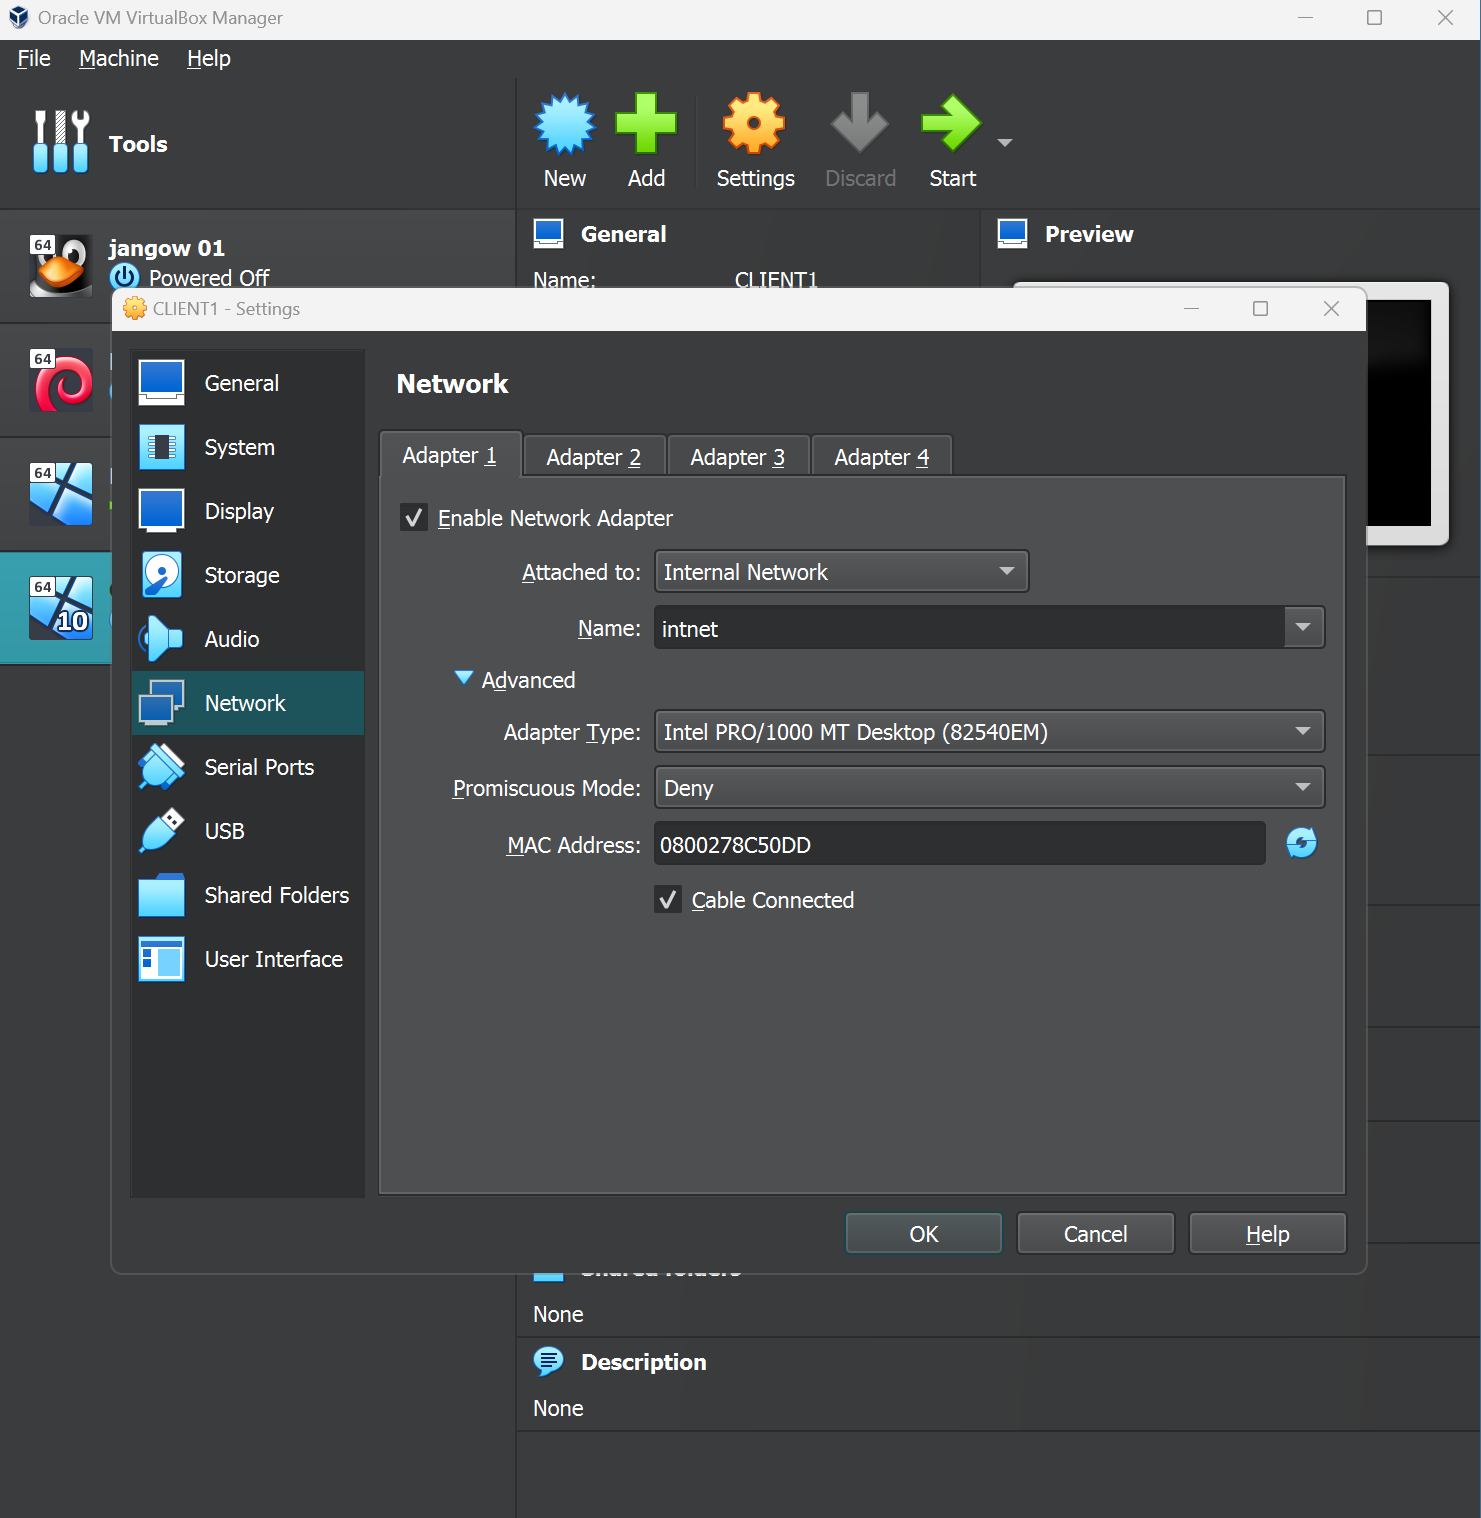 Oracle VM VirtualBox Manager
File Machine Help
Tools
New Add Settings Discard Start
64
jangow 01
Powered Off
General
Name: CLIENT1
Preview
CLIENT1 - Settings
64
64
64
10
General
System
Display
Storage
Audio
Network
Serial Ports
USB
Shared Folders
User Interface
Network
Adapter 1 Adapter 2 Adapter 3 Adapter 4
Enable Network Adapter
Attached to: Internal Network
Name: intnet
Advanced
Adapter Type: Intel PRO/1000 MT Desktop (82540EM)
Promiscuous Mode: Deny
MAC Address: 0800278C50DD
Cable Connected
OK Cancel Help
Shared folders
None
Description
None